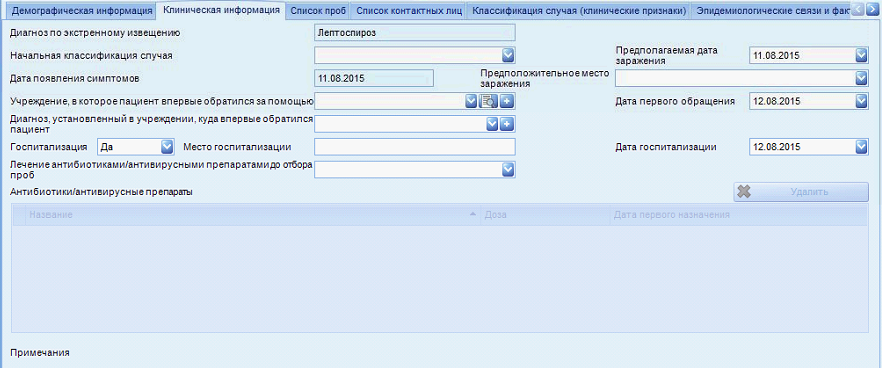 Демографическая информация Клиническая информация Список проб Список контактных лиц Классификация случая (клинические признаки) Эпидемиологические связи и фак
Диагноз по экстренному извещению Лептоспироз
Начальная классификация случая Предполагаемая дата заражения 11.08.2015
Дата появления симптомов 11.08.2015 Предположительное место заражения
Учреждение, в которое пациент впервые обратился за помощью Дата первого обращения 12.08.2015
Диагноз, установленный в учреждении, куда впервые обратился
пациент
Госпитализация Да Место госпитализации Дата госпитализации 12.08.2015
Лечение антибиотиками/антивирусными препаратами до отбора
проб
Антибиотики/антивирусные препараты Удалить
Название Доза Дата первого назначения
Примечания